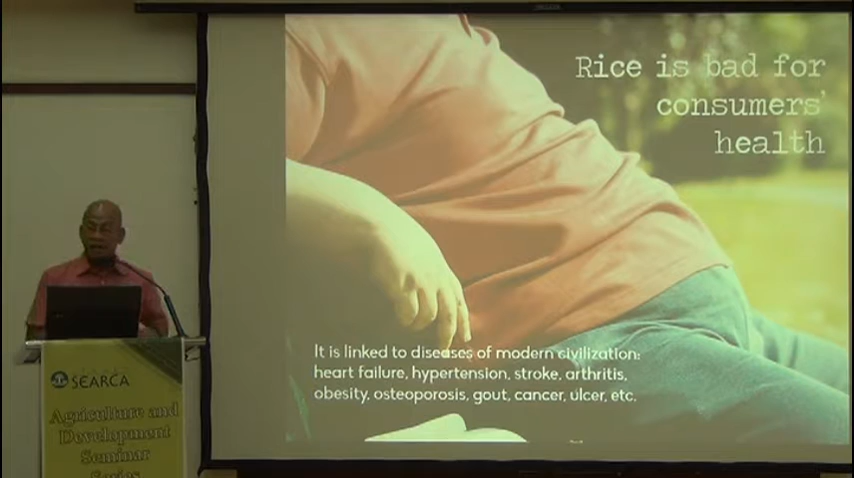 Rice is bad for
consumers'
health
It is linked to diseases of modern civilization:
heart failure, hypertension, stroke, arthritis,
obesity, osteoporosis, gout, cancer, ulcer, etc.
SEARCA
Agriculture and
Development
Seminar
Series